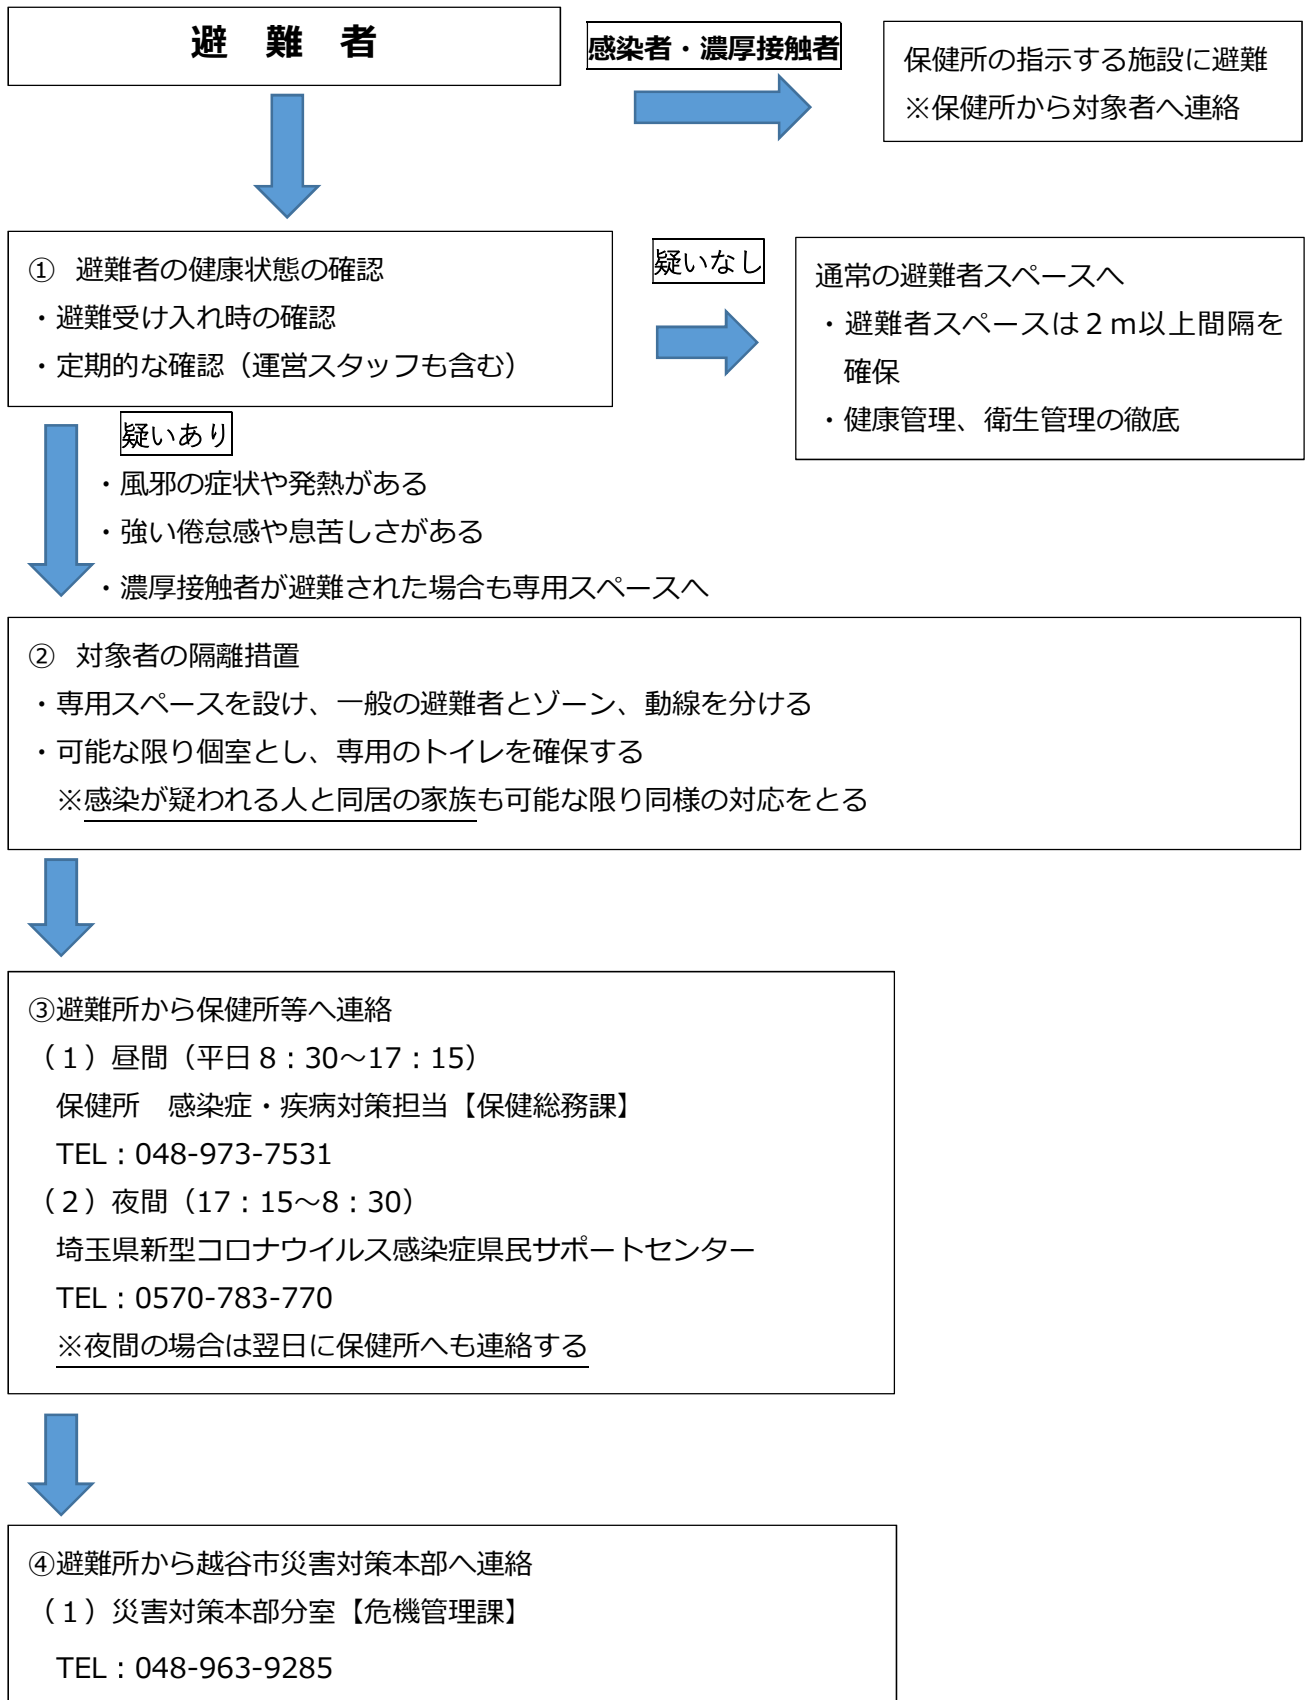 避　難　者
感染者・濃厚接触者
保健所の指示する施設に避難
※保健所から対象者へ連絡
①　避難者の健康状態の確認
・避難受け入れ時の確認
・定期的な確認（運営スタッフも含む）
疑いなし
通常の避難者スペースへ
・避難者スペースは２ｍ以上間隔を
確保
・健康管理、衛生管理の徹底
疑いあり
・風邪の症状や発熱がある
・強い倦怠感や息苦しさがある
・濃厚接触者が避難された場合も専用スペースへ
②　対象者の隔離措置
・専用スペースを設け、一般の避難者とゾーン、動線を分ける
・可能な限り個室とし、専用のトイレを確保する
※感染が疑われる人と同居の家族も可能な限り同様の対応をとる
③避難所から保健所等へ連絡
（１）昼間（平日 8：30～17：15）
保健所　感染症・疾病対策担当【保健総務課】
TEL：048-973-7531
（２）夜間（17：15～8：30）
埼玉県新型コロナウイルス感染症県民サポートセンター
TEL：0570-783-770
※夜間の場合は翌日に保健所へも連絡する
④避難所から越谷市災害対策本部へ連絡
（１）災害対策本部分室【危機管理課】
TEL：048-963-9285